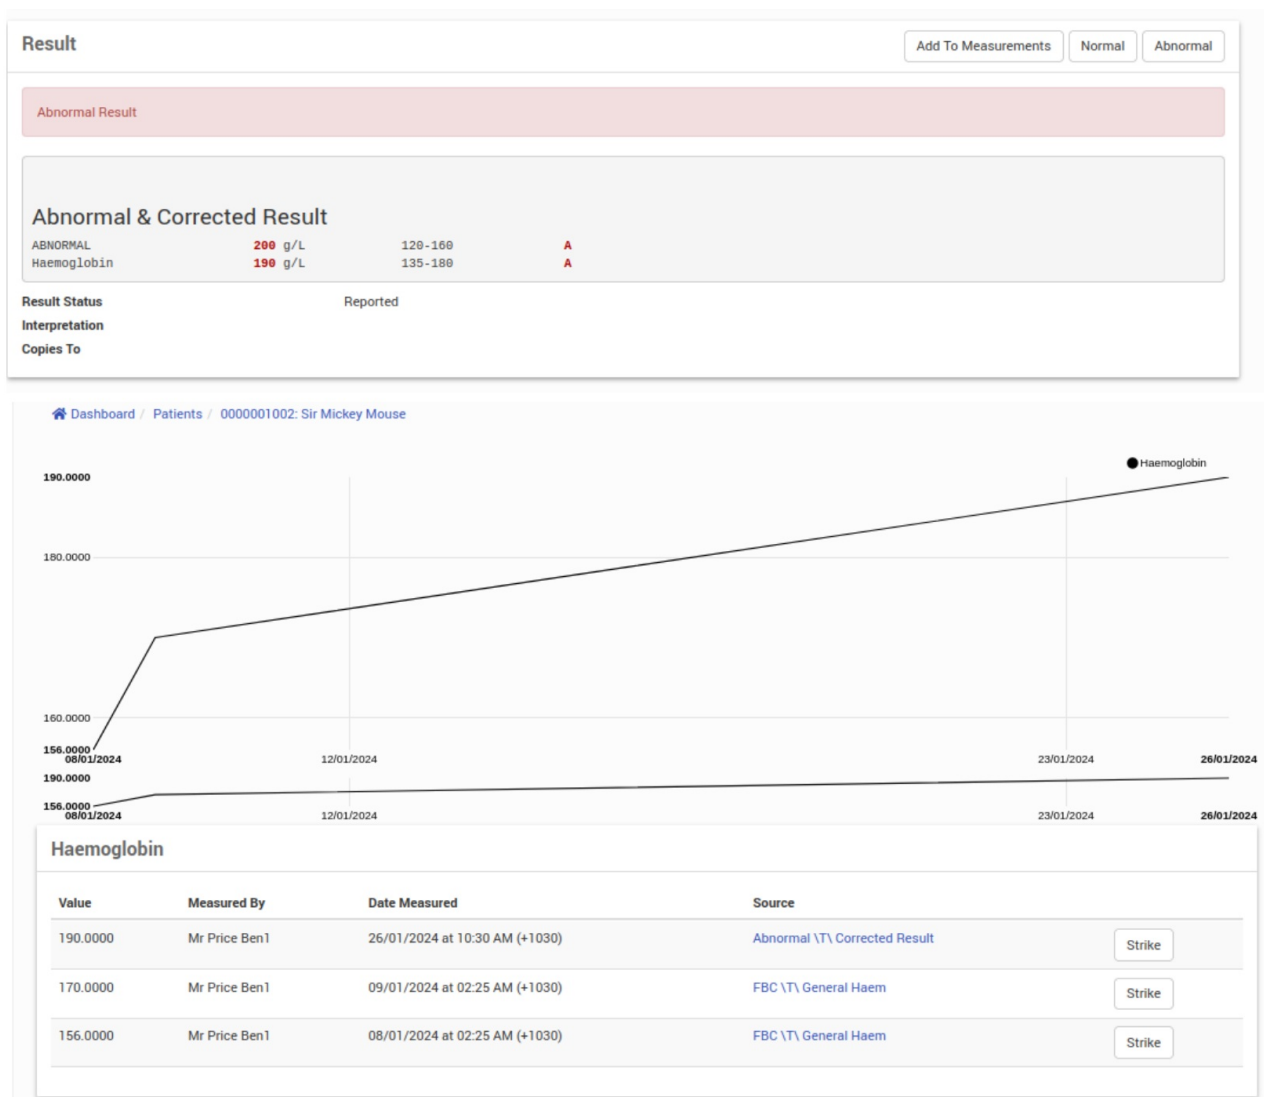 Result
Add To Measurements Normal Abnormal
Abnormal Result
Abnormal & Corrected Result
ABNORMAL 200 g/L 120-160 A
Haemoglobin 190 g/L 135-180 A
Result Status Reported
Interpretation
Copies To
Dashboard / Patients / 0000001002: Sir Mickey Mouse
Haemoglobin
190.0000
180.0000
160.0000
156.0000
08/01/2024 12/01/2024 23/01/2024 26/01/2024
190.0000
156.0000
08/01/2024 12/01/2024 23/01/2024 26/01/2024
Haemoglobin
Value Measured By Date Measured Source
190.0000 Mr Price Ben1 26/01/2024 at 10:30 AM (+1030) Abnormal \T\ Corrected Result Strike
170.0000 Mr Price Ben1 09/01/2024 at 02:25 AM (+1030) FBC \T\ General Haem Strike
156.0000 Mr Price Ben1 08/01/2024 at 02:25 AM (+1030) FBC \T\ General Haem Strike